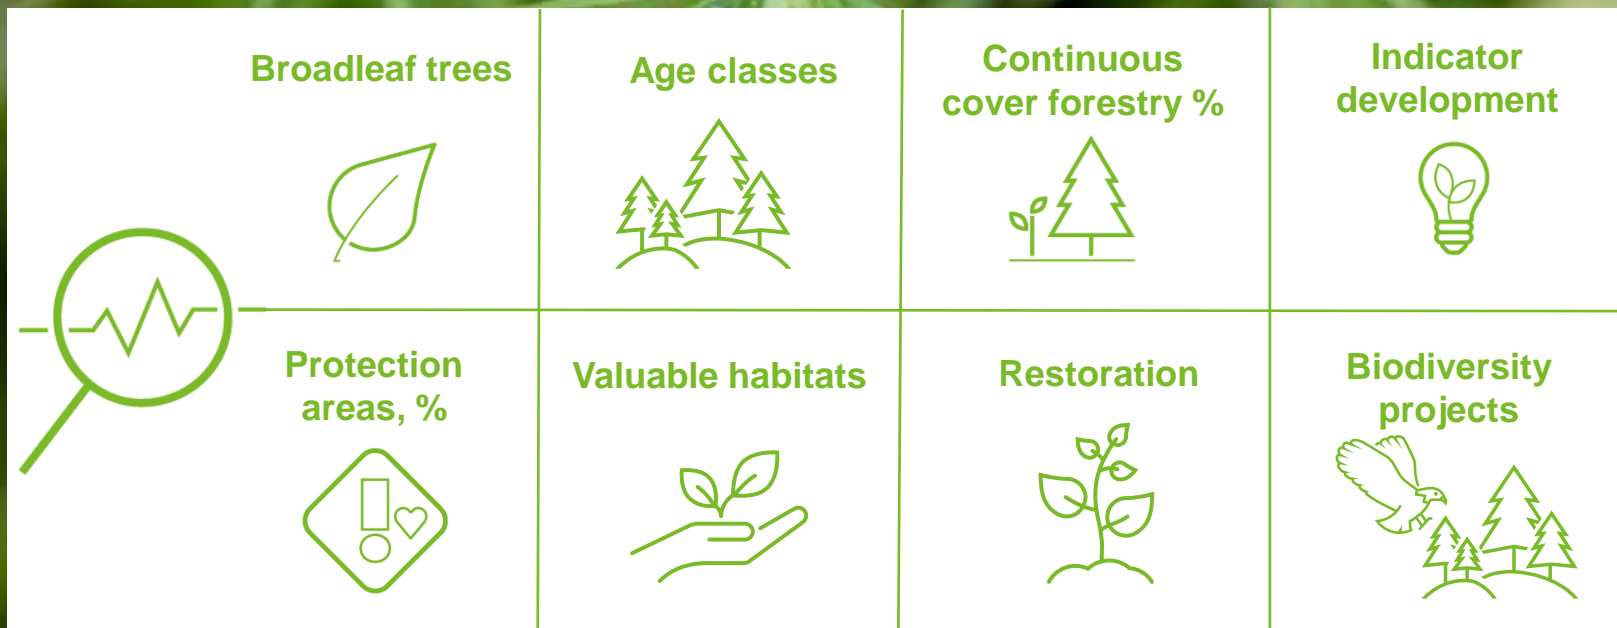 Broadleaf trees
Age classes
Continuous
cover forestry %
Indicator
development
Protection
areas, %
Valuable habitats
Restoration
Biodiversity
projects